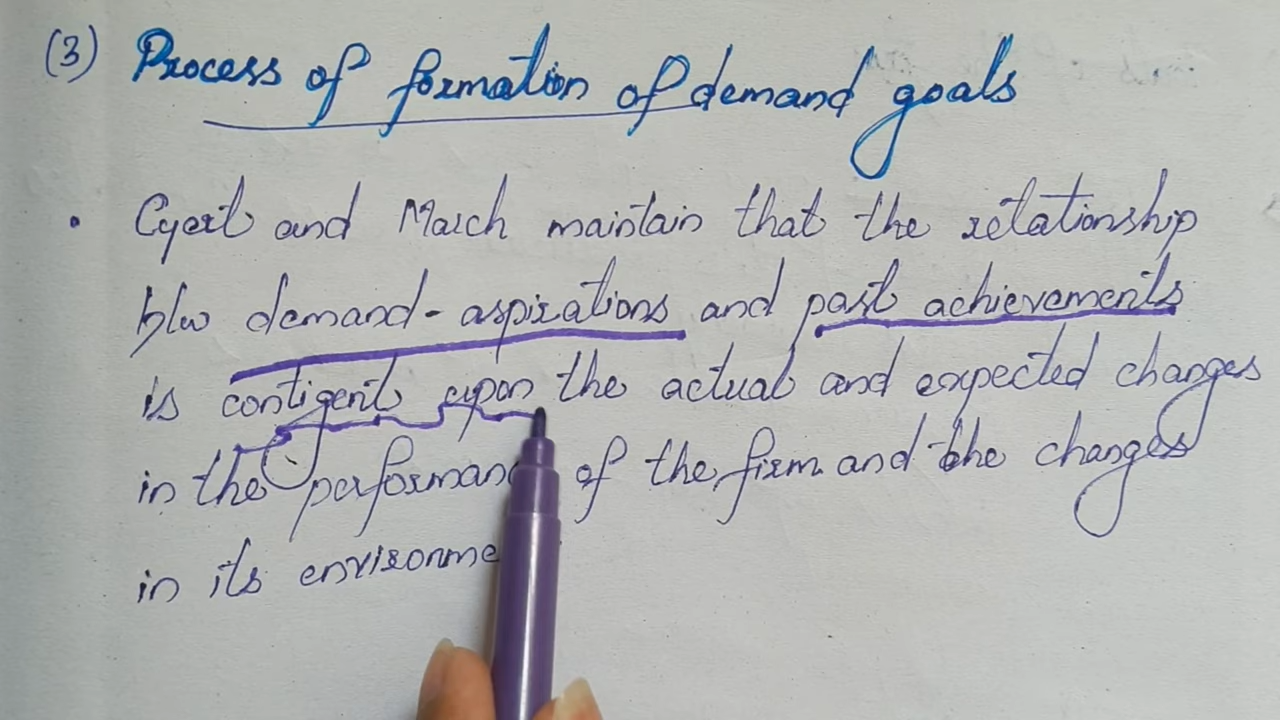 (3) Process of formation of demand goals
• Cyert and March maintain that the relationship
b/w demand-aspirations and past achievements
is contigent upon the actual and expected changes
in the performanc of the firm and the changes
in its environme